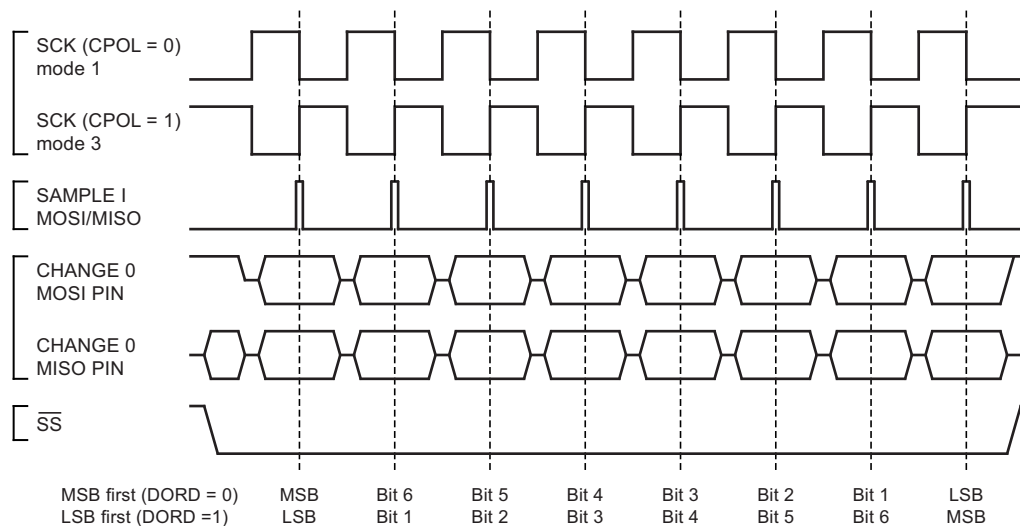 SCK (CPOL = 0)
mode 1
SCK (CPOL = 1)
mode 3
SAMPLE I
MOSI/MISO
CHANGE 0
MOSI PIN
CHANGE 0
MISO PIN
SS
MSB first (DORD = 0) MSB Bit 6 Bit 5 Bit 4 Bit 3 Bit 2 Bit 1 LSB
LSB first (DORD =1) LSB Bit 1 Bit 2 Bit 3 Bit 4 Bit 5 Bit 6 MSB